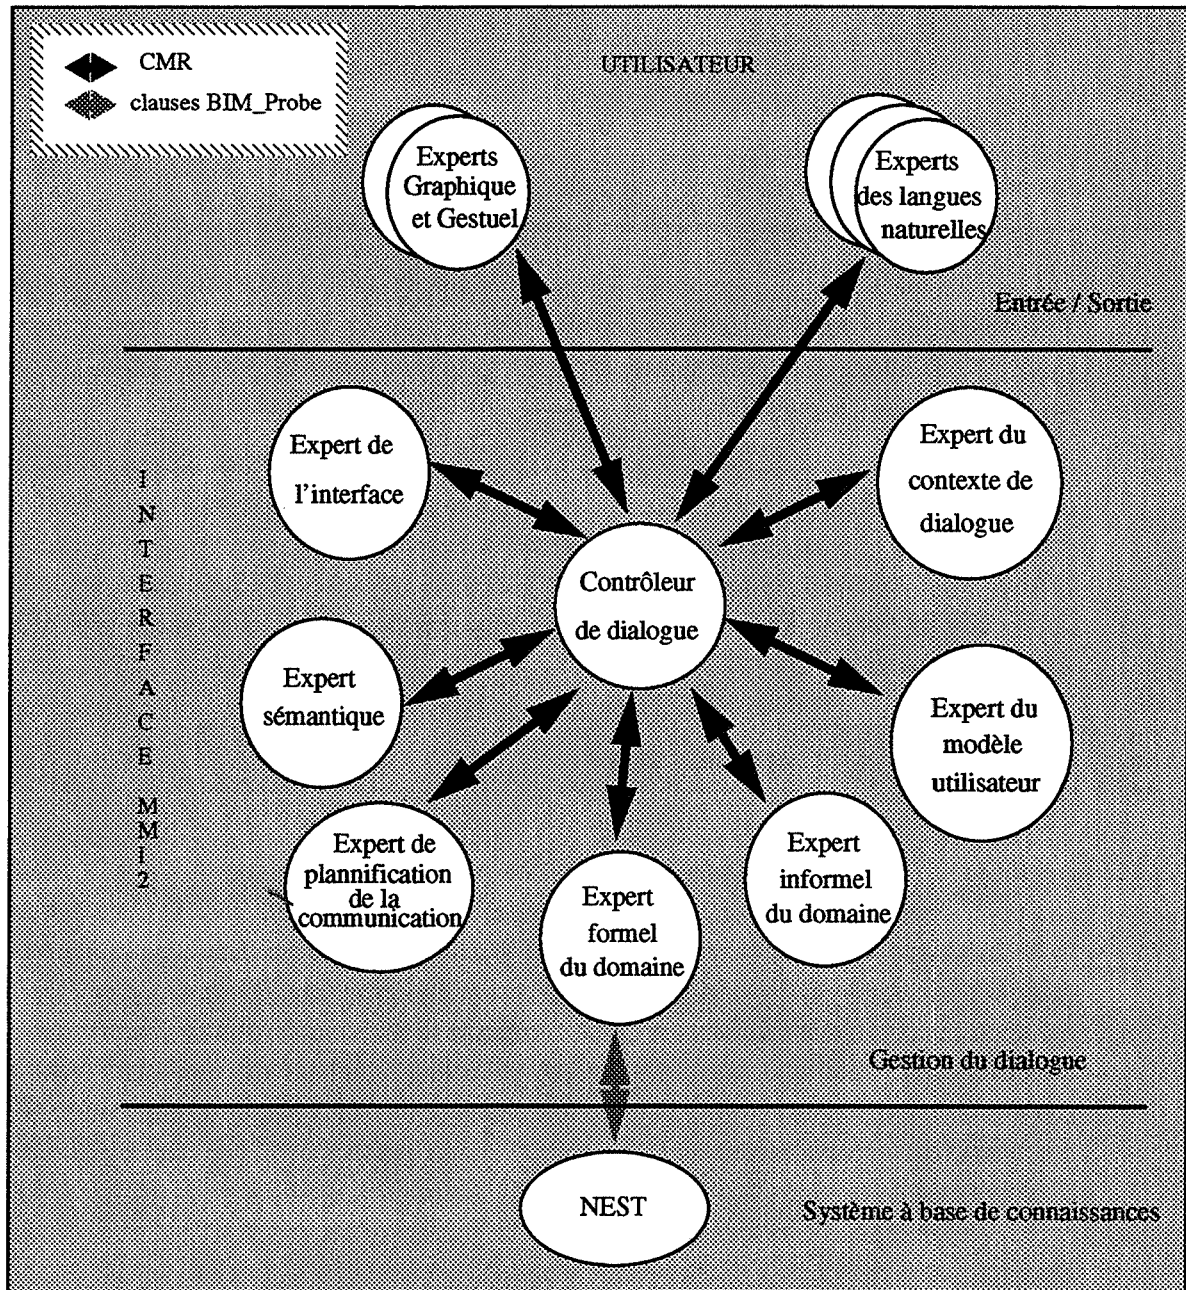 CMR
clauses BIM_Probe
UTILISATEUR
Experts
Graphique
et Gestuel
Experts
des langues
naturelles
Entrée / Sortie
Expert de
l'interface
Expert du
contexte de
dialogue
Contrôleur
de dialogue
Expert
sémantique
Expert du
modèle
utilisateur
Expert de
plannification
de la
communication
Expert
formel
du domaine
Expert
informel
du domaine
INTERFACE MMI2
Gestion du dialogue
NEST
Système à base de connaissances